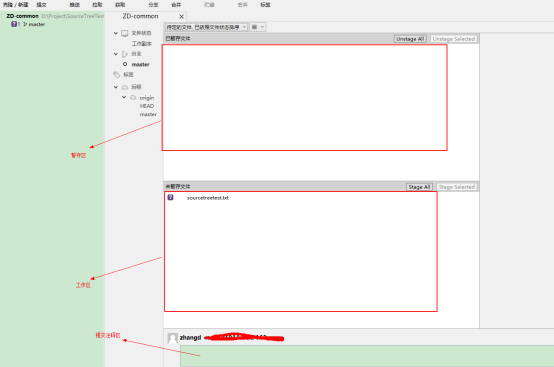 克隆 / 新建 提交 推送 拉取 获取 分支 合并 贮藏 丢弃 标签
ZD-common D:\Project\SourceTreeTest
ZD-common
1 master
文件状态
工作副本
分支
master
标签
远程
origin
HEAD
master
待定的文件, 已依照文件状态排序
已暂存文件 Unstage All Unstage Selected
暂存区
未暂存文件 Stage All Stage Selected
sourcetreetest.txt
工作区
提交注释区
zhangd